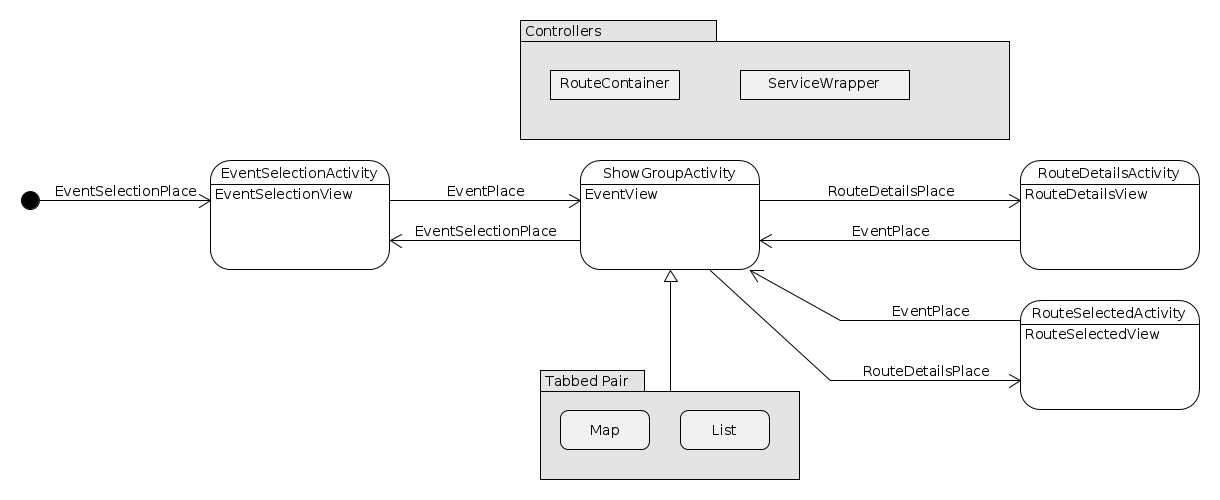 Controllers
RouteContainer
ServiceWrapper
EventSelectionPlace
EventSelectionActivity
EventSelectionView
EventPlace
EventSelectionPlace
ShowGroupActivity
EventView
RouteDetailsPlace
EventPlace
RouteDetailsActivity
RouteDetailsView
EventPlace
RouteDetailsPlace
RouteSelectedActivity
RouteSelectedView
Tabbed Pair
Map
List